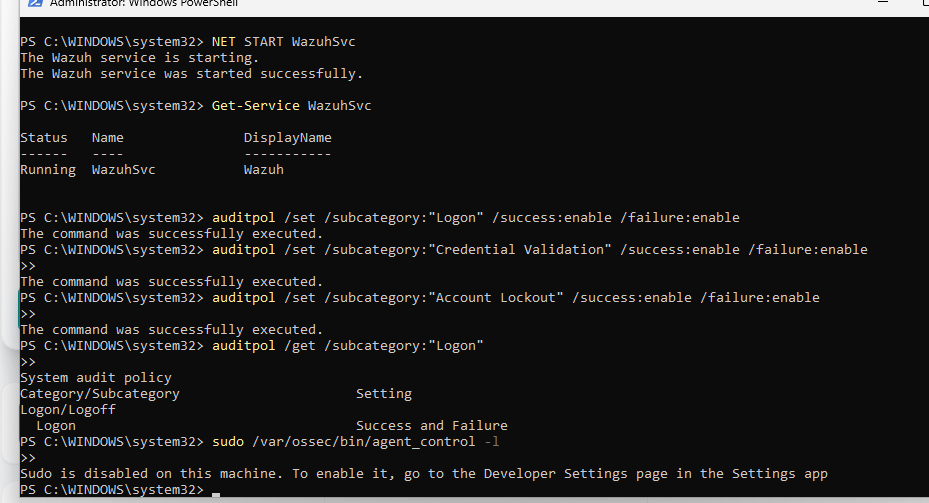 Administrator: Windows PowerShell
PS C:\WINDOWS\system32> NET START WazuhSvc
The Wazuh service is starting.
The Wazuh service was started successfully.
PS C:\WINDOWS\system32> Get-Service WazuhSvc
Status   Name               DisplayName
------   ----               -----------
Running  WazuhSvc           Wazuh
PS C:\WINDOWS\system32> auditpol /set /subcategory:"Logon" /success:enable /failure:enable
The command was successfully executed.
PS C:\WINDOWS\system32> auditpol /set /subcategory:"Credential Validation" /success:enable /failure:enable
>>
The command was successfully executed.
PS C:\WINDOWS\system32> auditpol /set /subcategory:"Account Lockout" /success:enable /failure:enable
>>
The command was successfully executed.
PS C:\WINDOWS\system32> auditpol /get /subcategory:"Logon"
>>
System audit policy
Category/Subcategory                      Setting
Logon/Logoff
  Logon                                   Success and Failure
PS C:\WINDOWS\system32> sudo /var/ossec/bin/agent_control -l
>>
Sudo is disabled on this machine. To enable it, go to the Developer Settings page in the Settings app
PS C:\WINDOWS\system32>